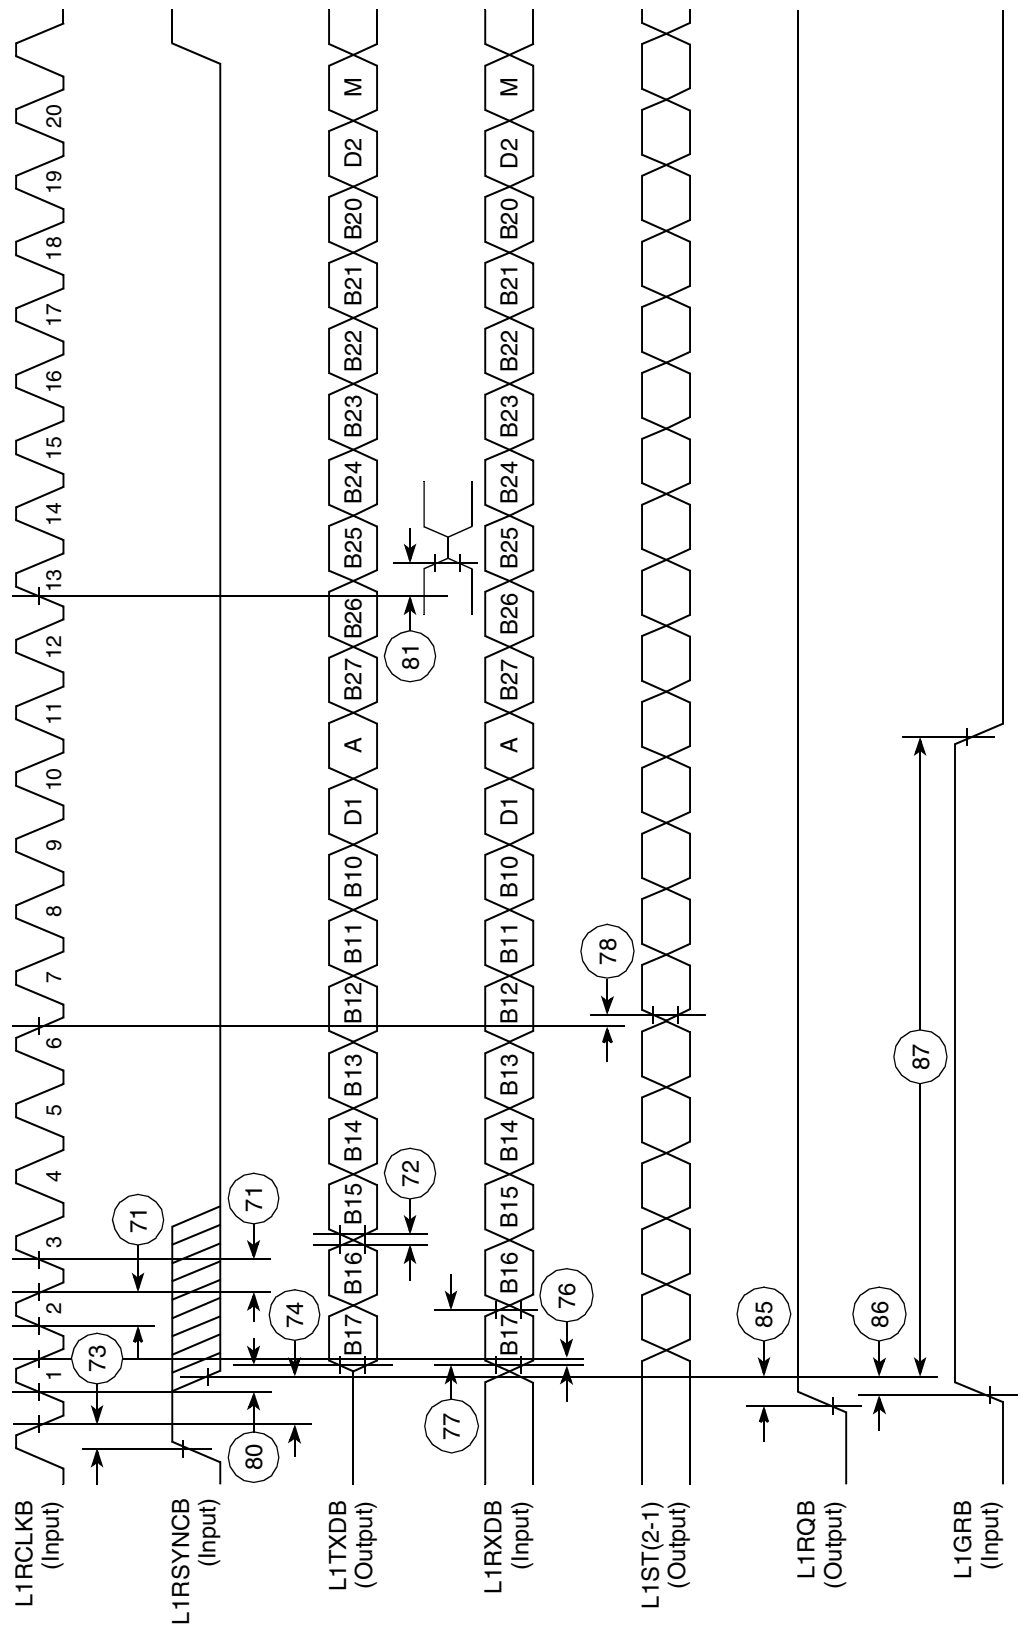 L1RCLKB
(Input)
1 2 3 4 5 6 7 8 9 10 11 12 13 14 15 16 17 18 19 20
73
71
L1RSYNCB
(Input)
80
74
71
L1TXDB
(Output)
B17 B16 B15 B14 B13 B12 B11 B10 D1 A B27 B26 B25 B24 B23 B22 B21 B20 D2 M
72
81
77
L1RXDB
(Input)
B17 B16 B15 B14 B13 B12 B11 B10 D1 A B27 B26 B25 B24 B23 B22 B21 B20 D2 M
76
78
L1ST(2-1)
(Output)
85
L1RQB
(Output)
86
87
L1GRB
(Input)